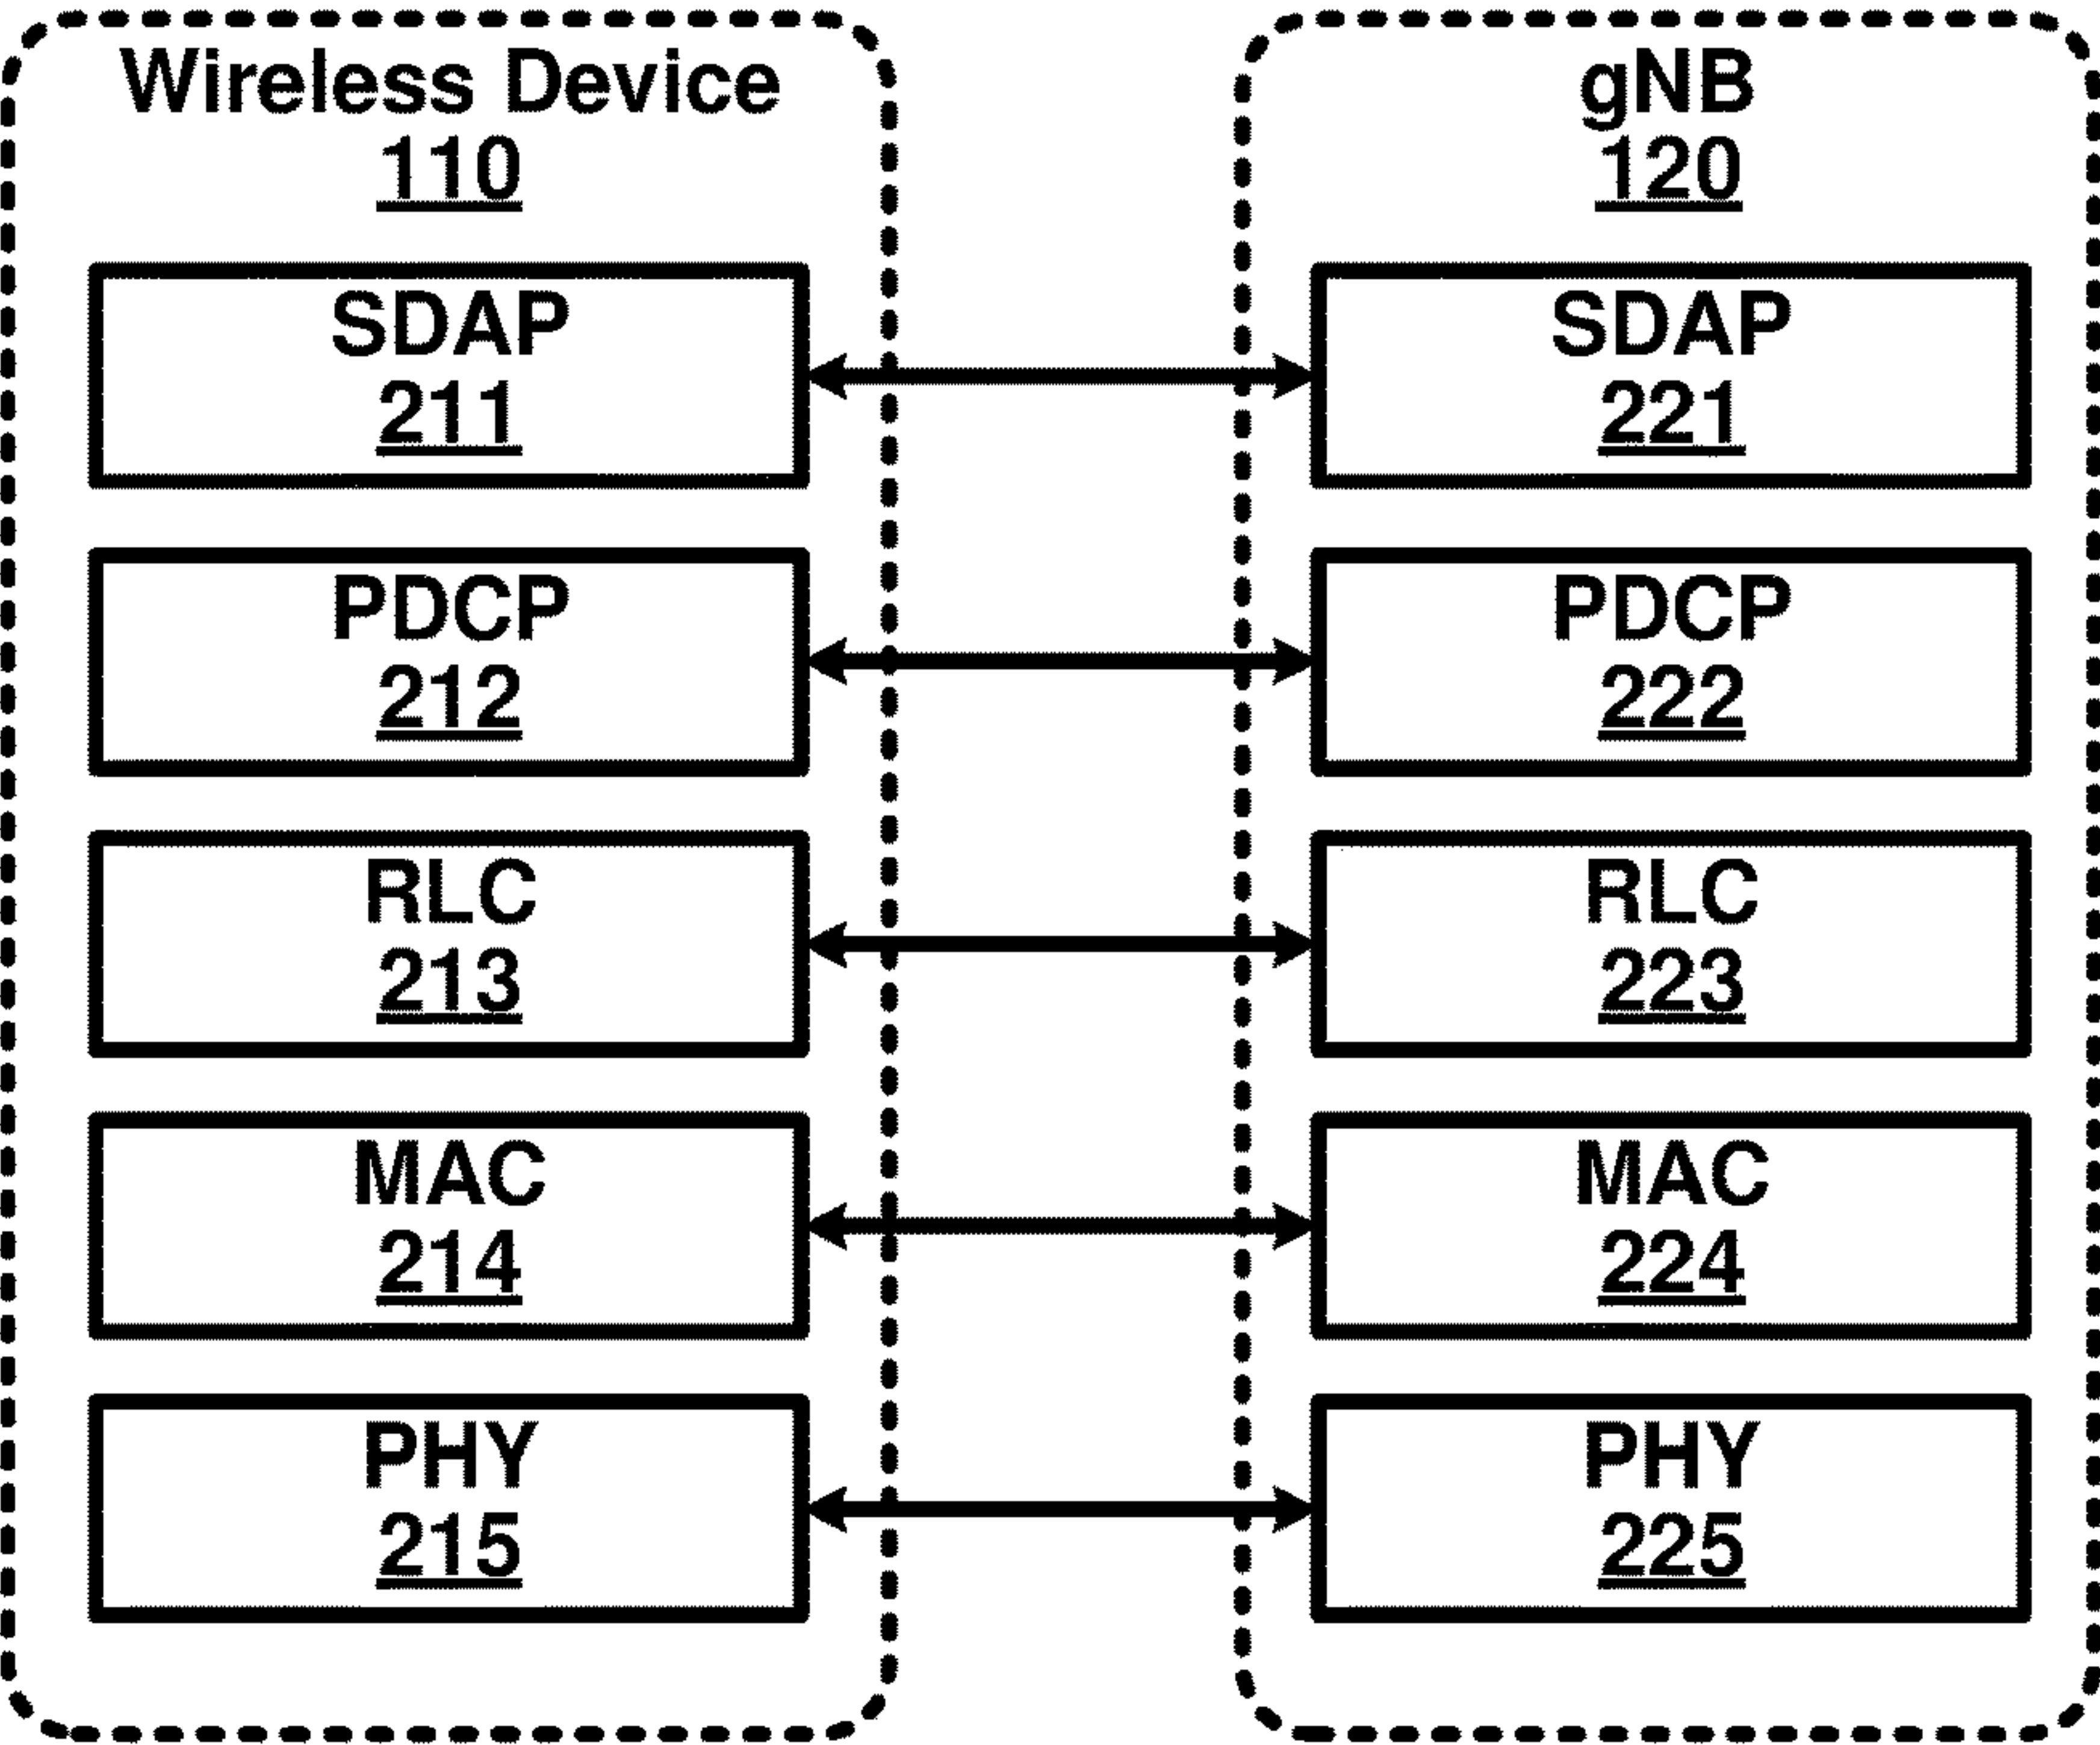 Wireless Device
110
SDAP
211
PDCP
212
RLC
213
MAC
214
PHY
215
gNB
120
SDAP
221
PDCP
222
RLC
223
MAC
224
PHY
225